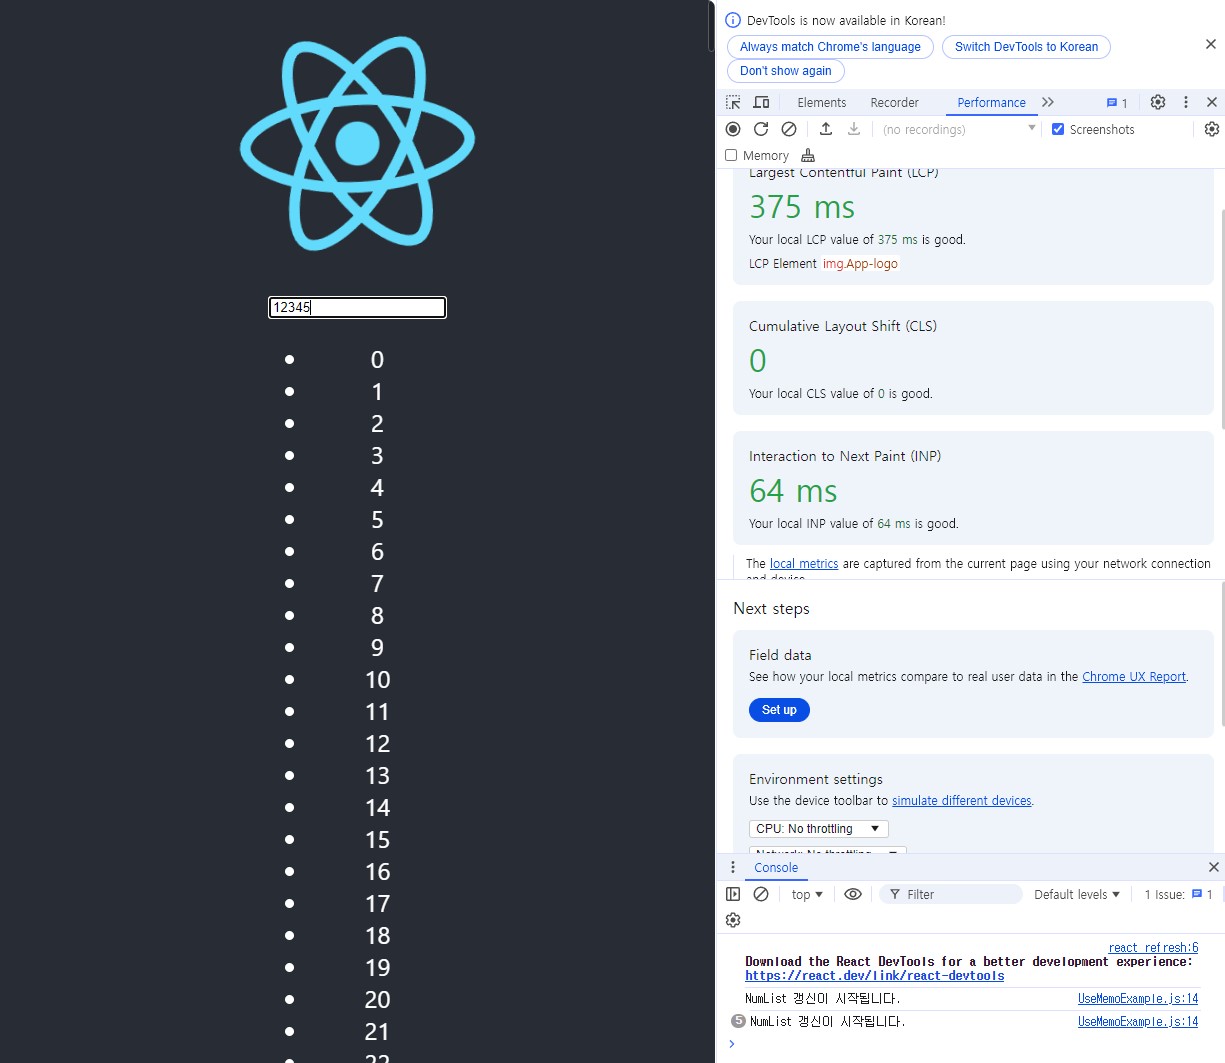 12345
0
1
2
3
4
5
6
7
8
9
10
11
12
13
14
15
16
17
18
19
20
21
22
DevTools is now available in Korean!
Always match Chrome's language
Switch DevTools to Korean
Don't show again
Elements
Recorder
Performance
1
(no recordings)
Screenshots
Memory
Largest Contentful Paint (LCP)
375 ms
Your local LCP value of 375 ms is good.
LCP Element img.App-logo
Cumulative Layout Shift (CLS)
0
Your local CLS value of 0 is good.
Interaction to Next Paint (INP)
64 ms
Your local INP value of 64 ms is good.
The local metrics are captured from the current page using your network connection
and device.
Next steps
Field data
See how your local metrics compare to real user data in the Chrome UX Report.
Set up
Environment settings
Use the device toolbar to simulate different devices.
CPU: No throttling
Network: No throttling
Console
top
Filter
Default levels
1 Issue: 1
react refresh:6
Download the React DevTools for a better development experience:
https://react.dev/link/react-devtools
NumList 갱신이 시작됩니다. UseMemoExample.js:14
5 NumList 갱신이 시작됩니다. UseMemoExample.js:14